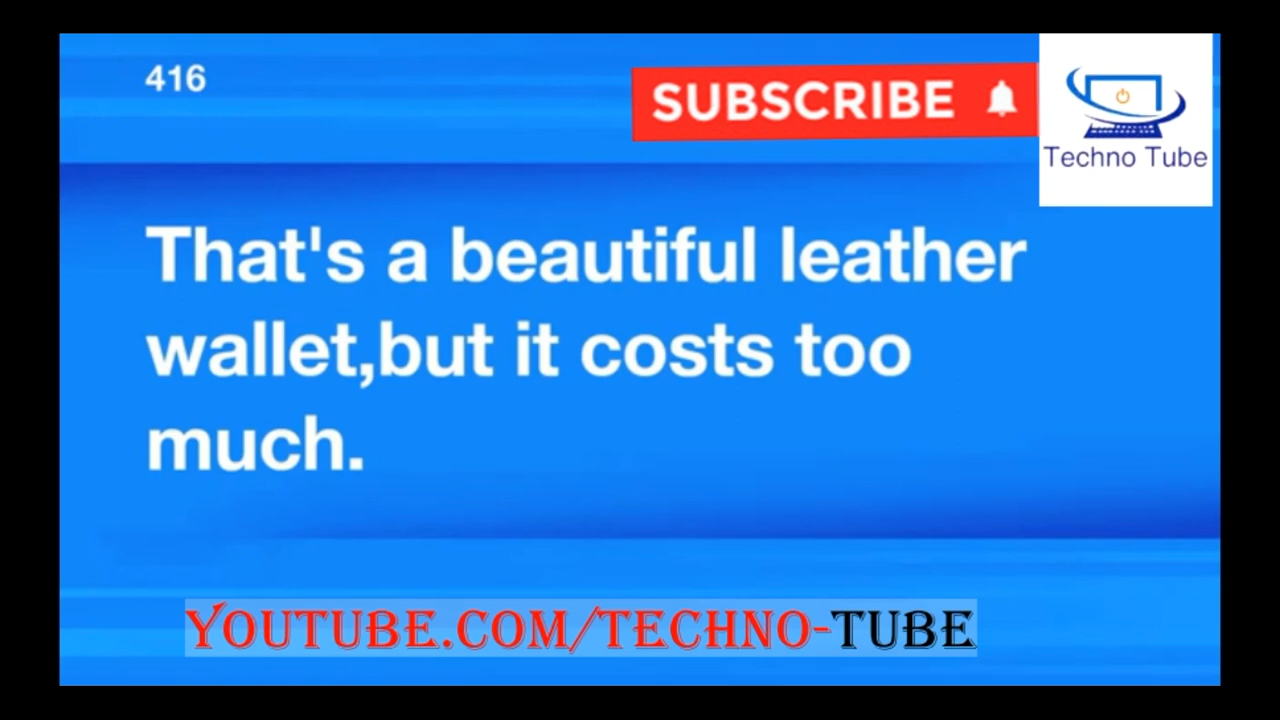 416
SUBSCRIBE
Techno Tube
That's a beautiful leather
wallet,but it costs too
much.
YOUTUBE.COM/TECHNO-TUBE